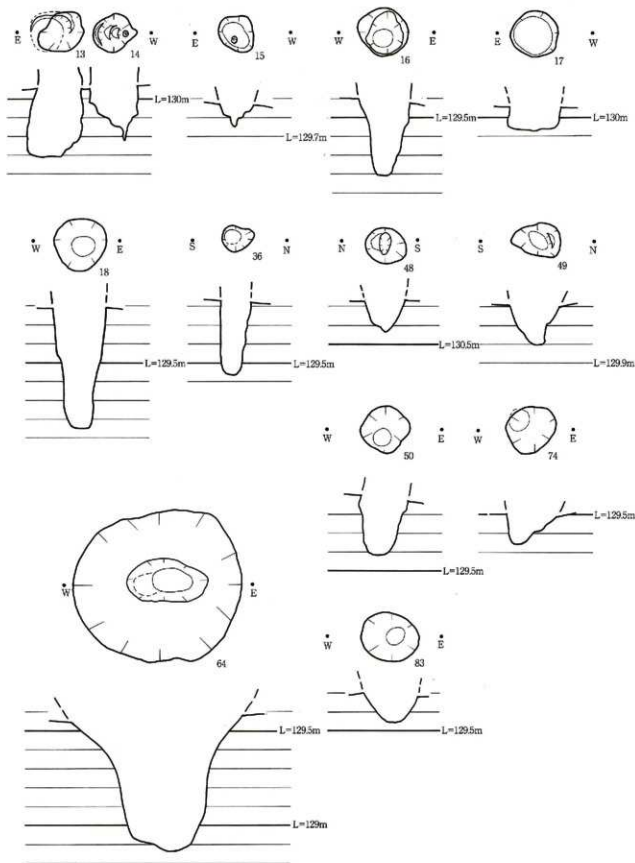 E W E W W E E W
13 14 15 16 17
L=130m L=129.7m L=129.5m L=130m
W E S N N S S N
18 36 48 49
L=129.5m L=129.5m L=130.5m L=129.9m
W E W E
50 74
L=129.5m L=129.5m
W E
64
L=129.5m
L=129m
W E
83
L=129.5m